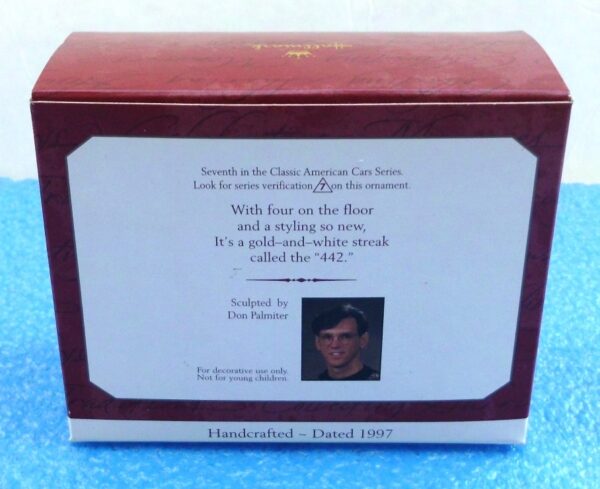 Hallmark
Seventh in the Classic American Cars Series.
Look for series verification 7 on this ornament.
With four on the floor
and a styling so new,
It's a gold–and–white streak
called the “442.”
Sculpted by
Don Palmiter
For decorative use only.
Not for young children.
Handcrafted ~ Dated 1997